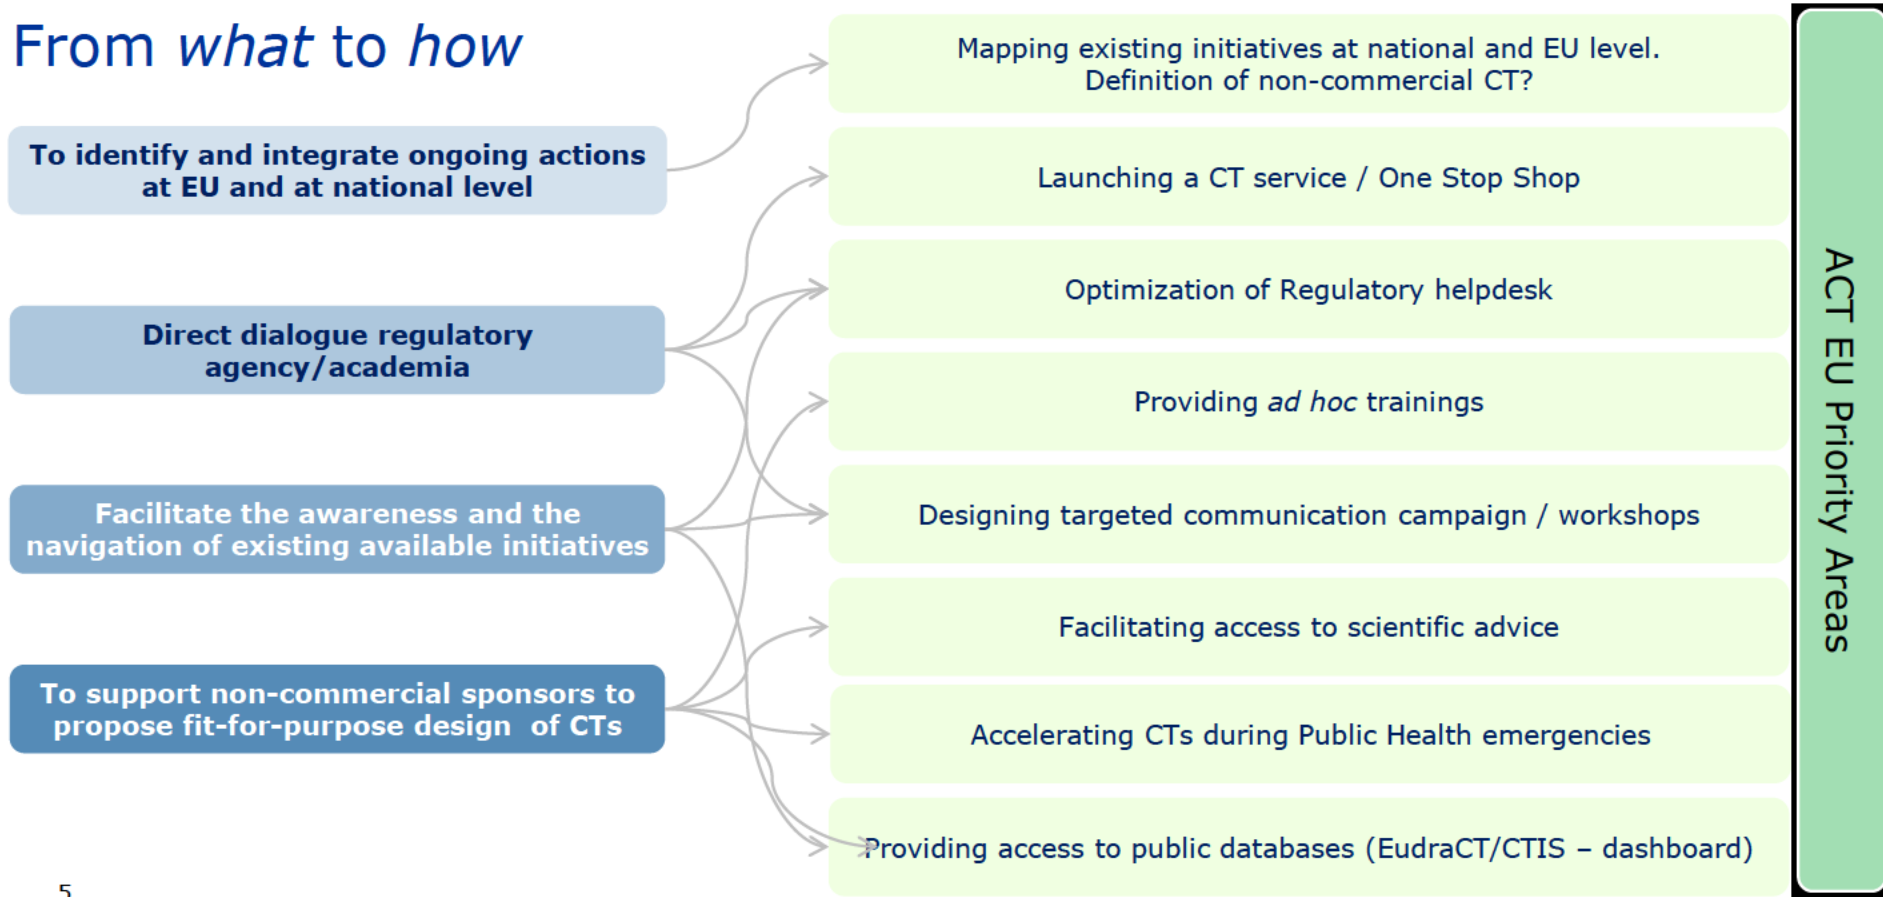 From what to how
To identify and integrate ongoing actions
at EU and at national level
Direct dialogue regulatory
agency/academia
Facilitate the awareness and the
navigation of existing available initiatives
To support non-commercial sponsors to
propose fit-for-purpose design of CTs
Mapping existing initiatives at national and EU level.
Definition of non-commercial CT?
Launching a CT service / One Stop Shop
Optimization of Regulatory helpdesk
Providing ad hoc trainings
Designing targeted communication campaign / workshops
Facilitating access to scientific advice
Accelerating CTs during Public Health emergencies
Providing access to public databases (EudraCT/CTIS – dashboard)
ACT EU Priority Areas
5